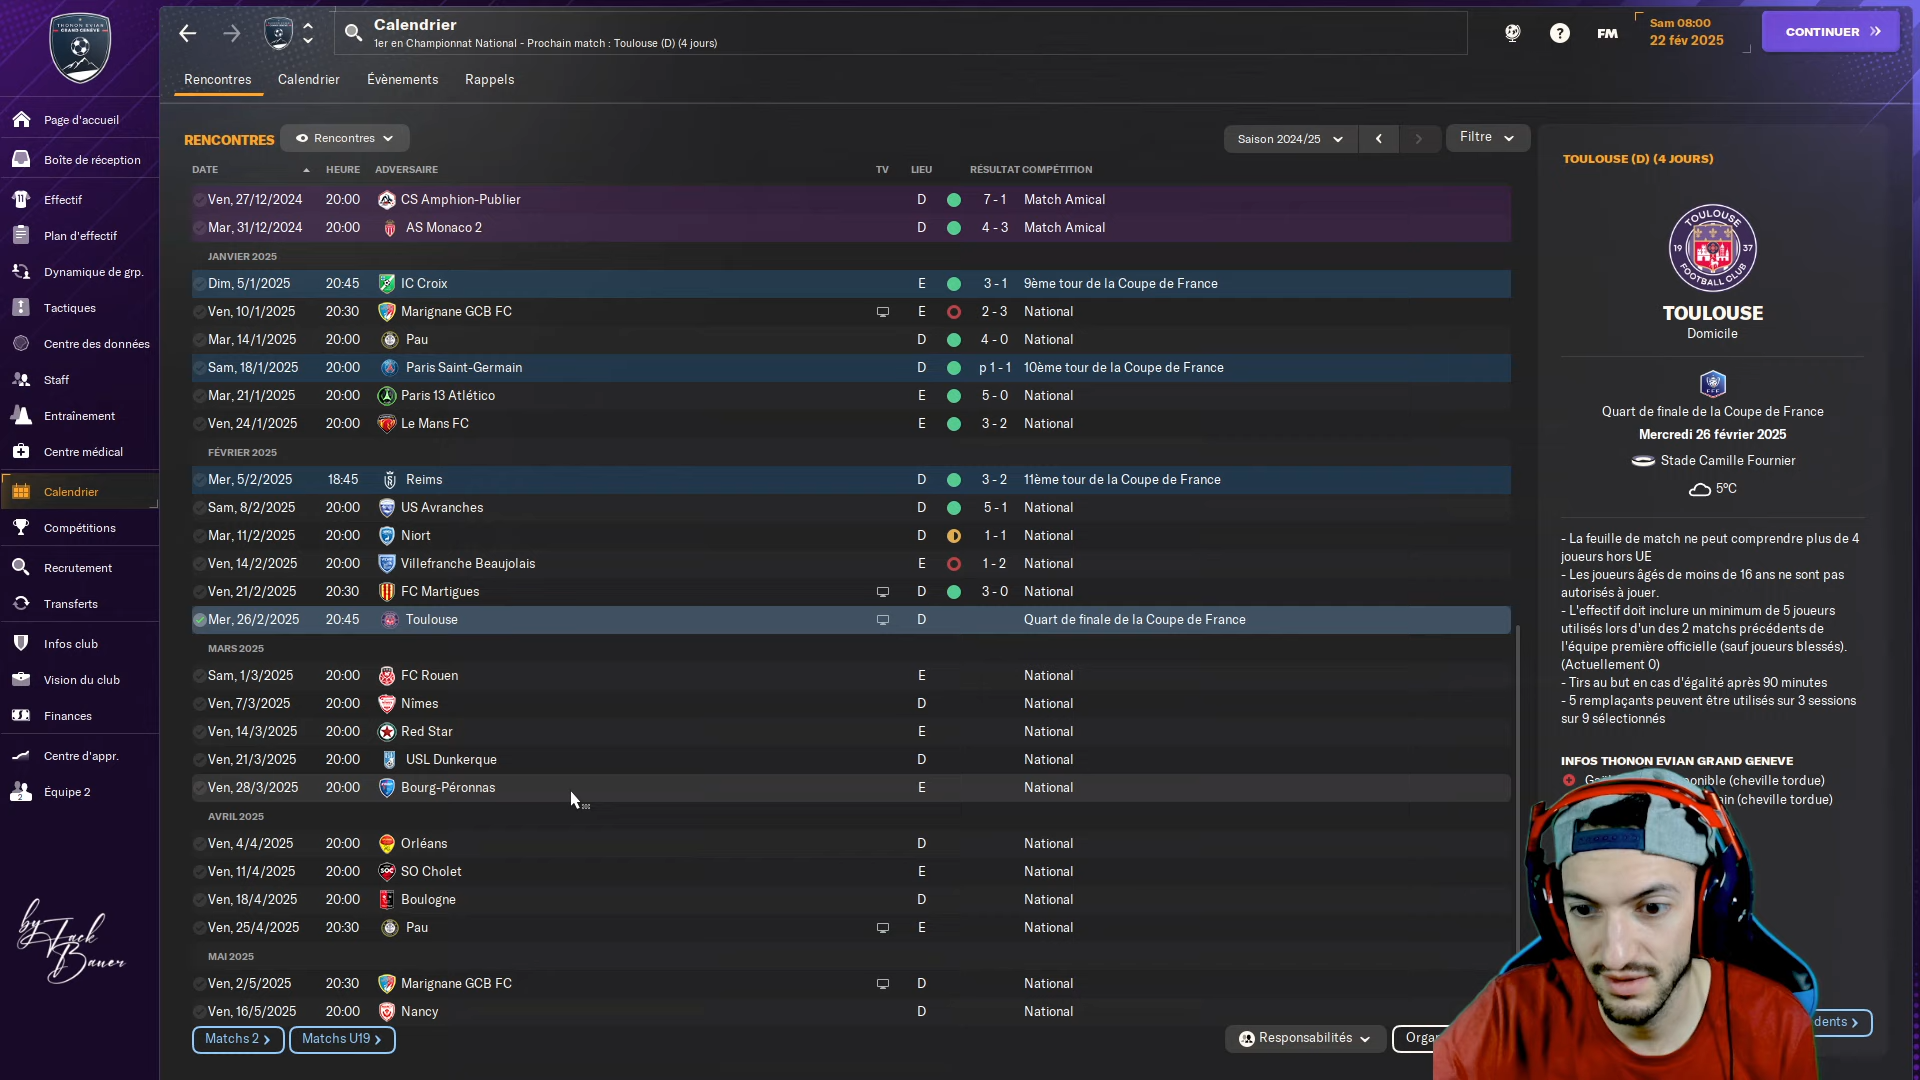 THONON EVIAN
GRAND GENÈVE
Calendrier
1er en Championnat National - Prochain match : Toulouse (D) (4 jours)
FM
Sam 08:00
22 fév 2025
CONTINUER
Rencontres
Calendrier
Évènements
Rappels
Page d'accueil
Boîte de réception
Effectif
Plan d'effectif
Dynamique de grp.
Tactiques
Centre des données
Staff
Entraînement
Centre médical
Calendrier
Compétitions
Recrutement
Transferts
Infos club
Vision du club
Finances
Centre d'appr.
Équipe 2
by Jack Bauer
RENCONTRES
Rencontres
Saison 2024/25
Filtre
DATE HEURE ADVERSAIRE TV LIEU RÉSULTAT COMPÉTITION
Ven, 27/12/2024 20:00 CS Amphion-Publier D 7 - 1 Match Amical
Mar, 31/12/2024 20:00 AS Monaco 2 D 4 - 3 Match Amical
JANVIER 2025
Dim, 5/1/2025 20:45 IC Croix E 3 - 1 9ème tour de la Coupe de France
Ven, 10/1/2025 20:30 Marignane GCB FC E 2 - 3 National
Mar, 14/1/2025 20:00 Pau D 4 - 0 National
Sam, 18/1/2025 20:00 Paris Saint-Germain D p 1 - 1 10ème tour de la Coupe de France
Mar, 21/1/2025 20:00 Paris 13 Atlético E 5 - 0 National
Ven, 24/1/2025 20:00 Le Mans FC E 3 - 2 National
FÉVRIER 2025
Mer, 5/2/2025 18:45 Reims D 3 - 2 11ème tour de la Coupe de France
Sam, 8/2/2025 20:00 US Avranches D 5 - 1 National
Mar, 11/2/2025 20:00 Niort D 1 - 1 National
Ven, 14/2/2025 20:00 Villefranche Beaujolais E 1 - 2 National
Ven, 21/2/2025 20:30 FC Martigues D 3 - 0 National
Mer, 26/2/2025 20:45 Toulouse D Quart de finale de la Coupe de France
MARS 2025
Sam, 1/3/2025 20:00 FC Rouen E National
Ven, 7/3/2025 20:00 Nîmes D National
Ven, 14/3/2025 20:00 Red Star E National
Ven, 21/3/2025 20:00 USL Dunkerque D National
Ven, 28/3/2025 20:00 Bourg-Péronnas E National
AVRIL 2025
Ven, 4/4/2025 20:00 Orléans D National
Ven, 11/4/2025 20:00 SO Cholet E National
Ven, 18/4/2025 20:00 Boulogne D National
Ven, 25/4/2025 20:30 Pau E National
MAI 2025
Ven, 2/5/2025 20:30 Marignane GCB FC D National
Ven, 16/5/2025 20:00 Nancy D National
Matchs 2
Matchs U19
Responsabilités
TOULOUSE (D) (4 JOURS)
TOULOUSE
19 37
FOOTBALL CLUB
TOULOUSE
Domicile
Quart de finale de la Coupe de France
Mercredi 26 février 2025
Stade Camille Fournier
5°C
- La feuille de match ne peut comprendre plus de 4
joueurs hors UE
- Les joueurs âgés de moins de 16 ans ne sont pas
autorisés à jouer.
- L'effectif doit inclure un minimum de 5 joueurs
utilisés lors d'un des 2 matchs précédents de
l'équipe première officielle (sauf joueurs blessés).
(Actuellement 0)
- Tirs au but en cas d'égalité après 90 minutes
- 5 remplaçants peuvent être utilisés sur 3 sessions
sur 9 sélectionnés
INFOS THONON EVIAN GRAND GENEVE
(cheville tordue)
(cheville tordue)